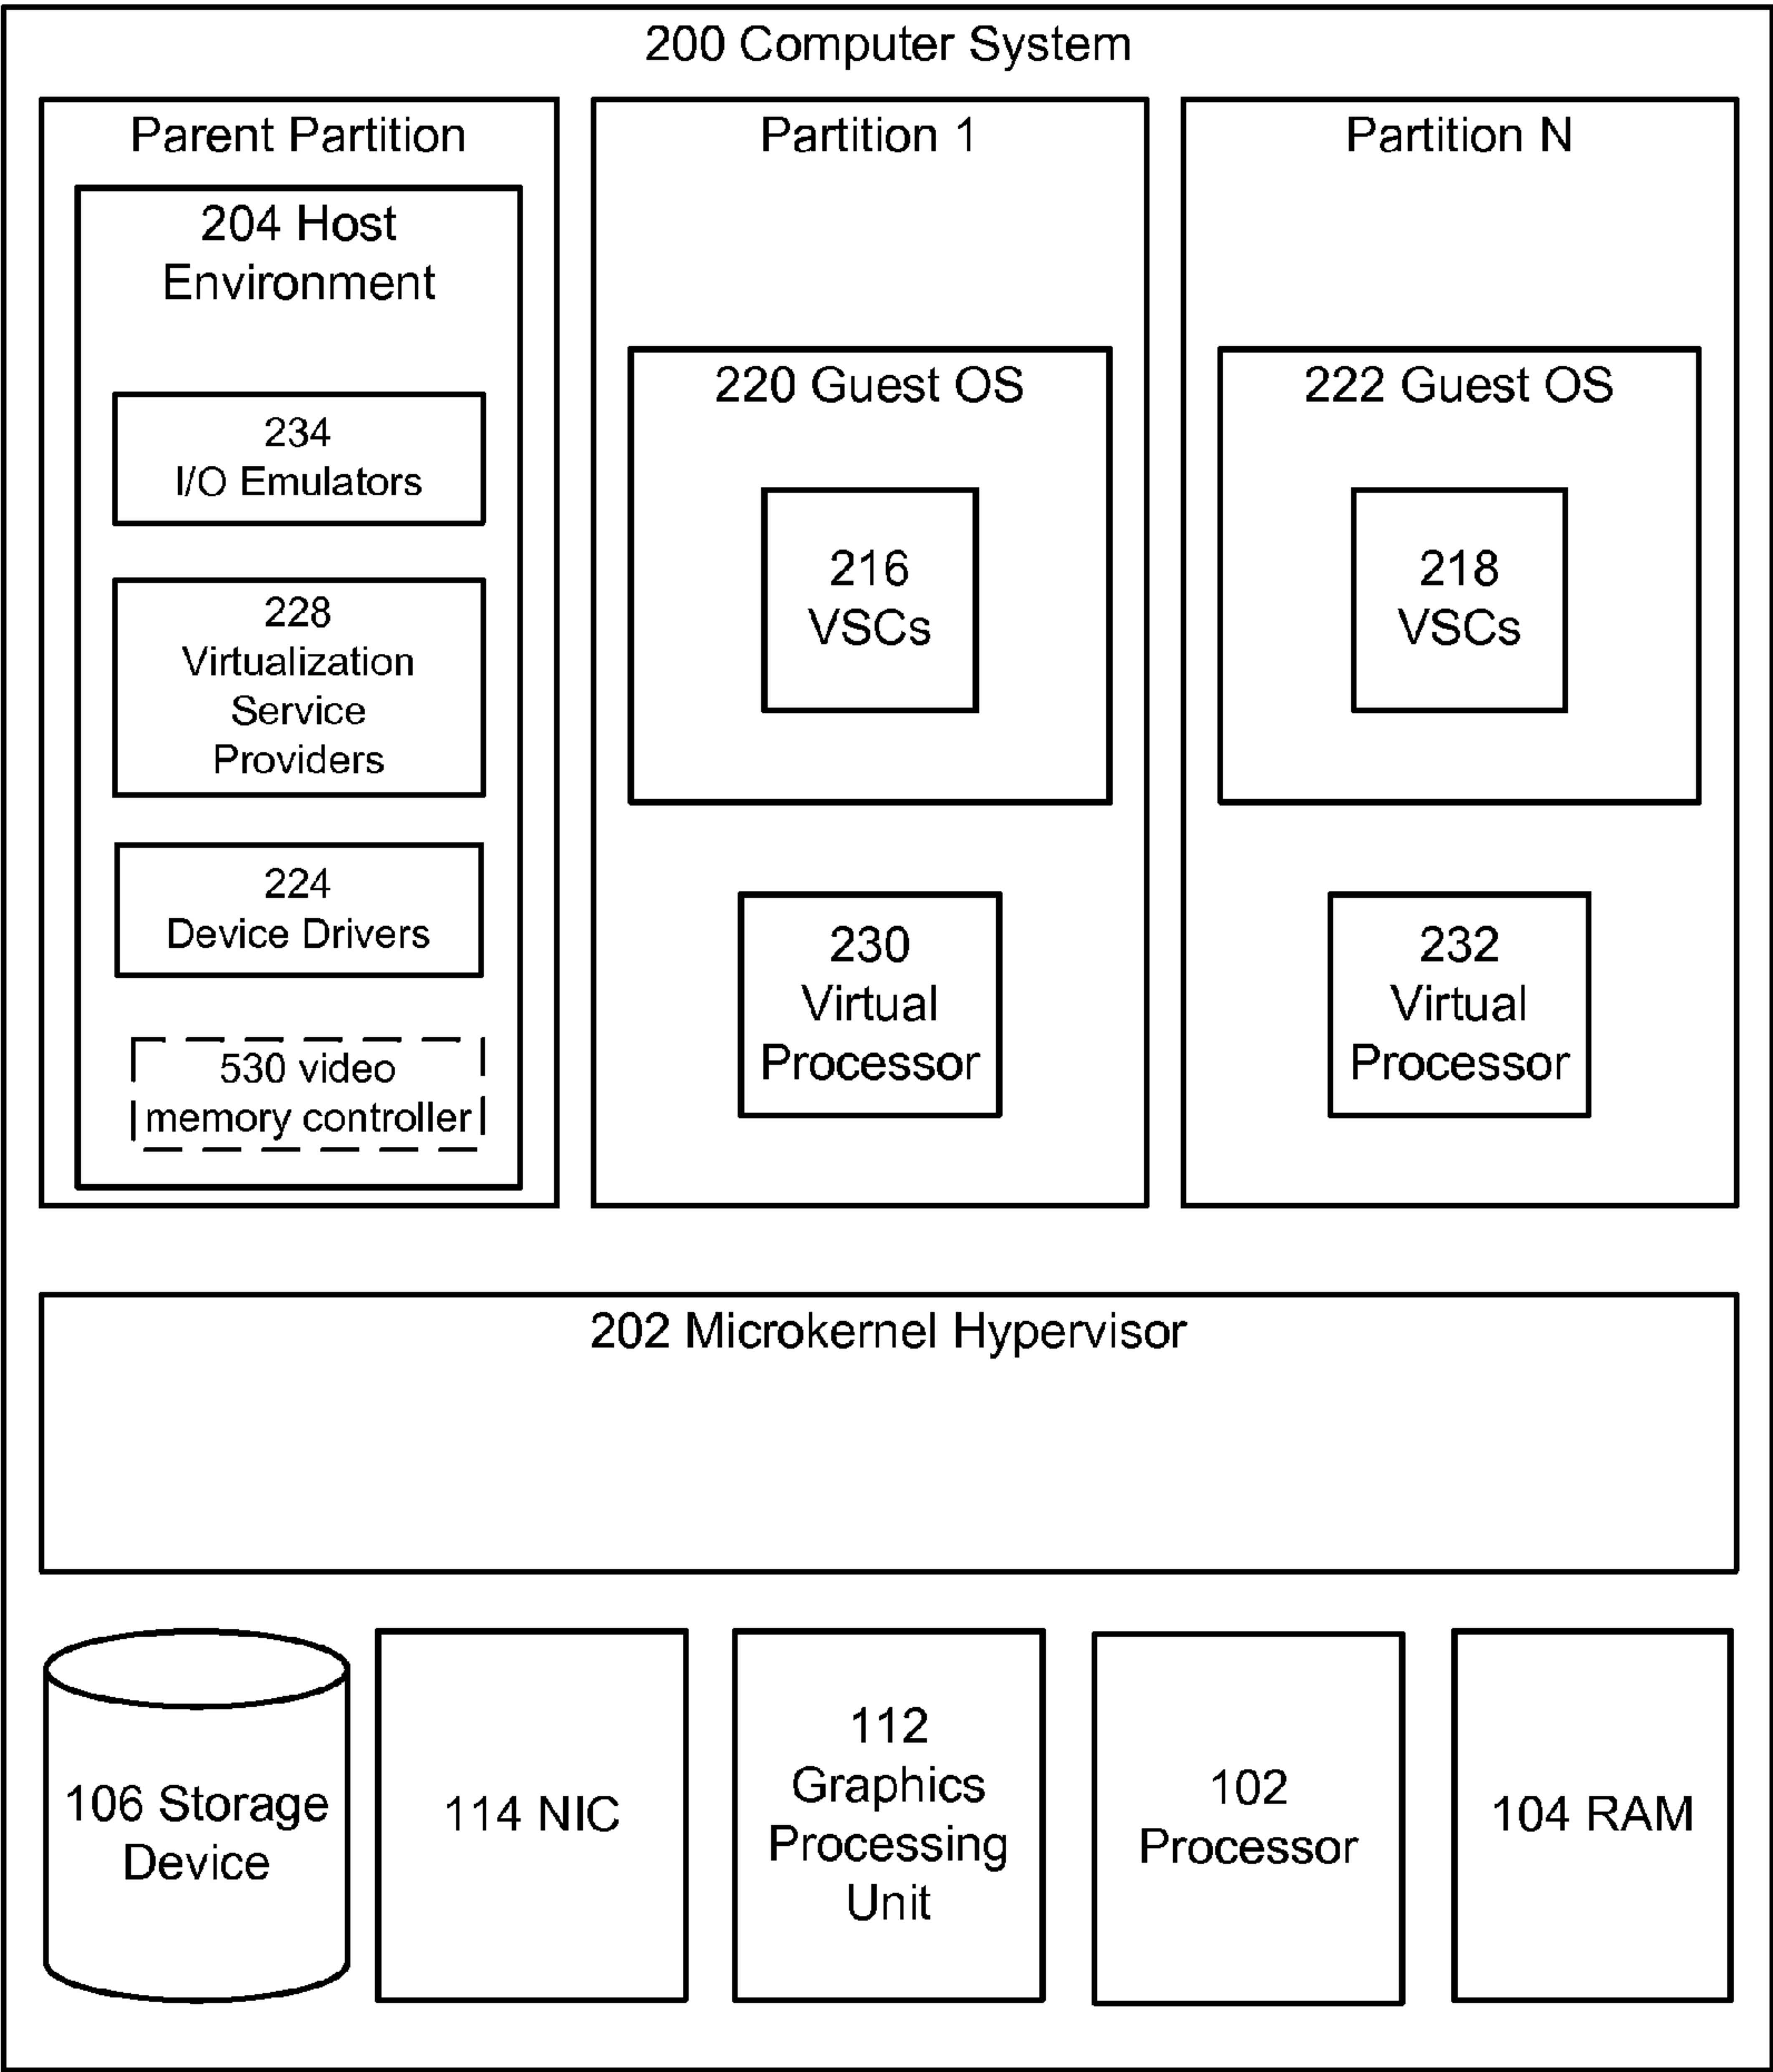 200 Computer System
Parent Partition
204 Host
Environment
234
I/O Emulators
228
Virtualization
Service
Providers
224
Device Drivers
530 video
memory controller
Partition 1
220 Guest OS
216
VSCs
230
Virtual
Processor
Partition N
222 Guest OS
218
VSCs
232
Virtual
Processor
202 Microkernel Hypervisor
106 Storage
Device
114 NIC
112
Graphics
Processing
Unit
102
Processor
104 RAM